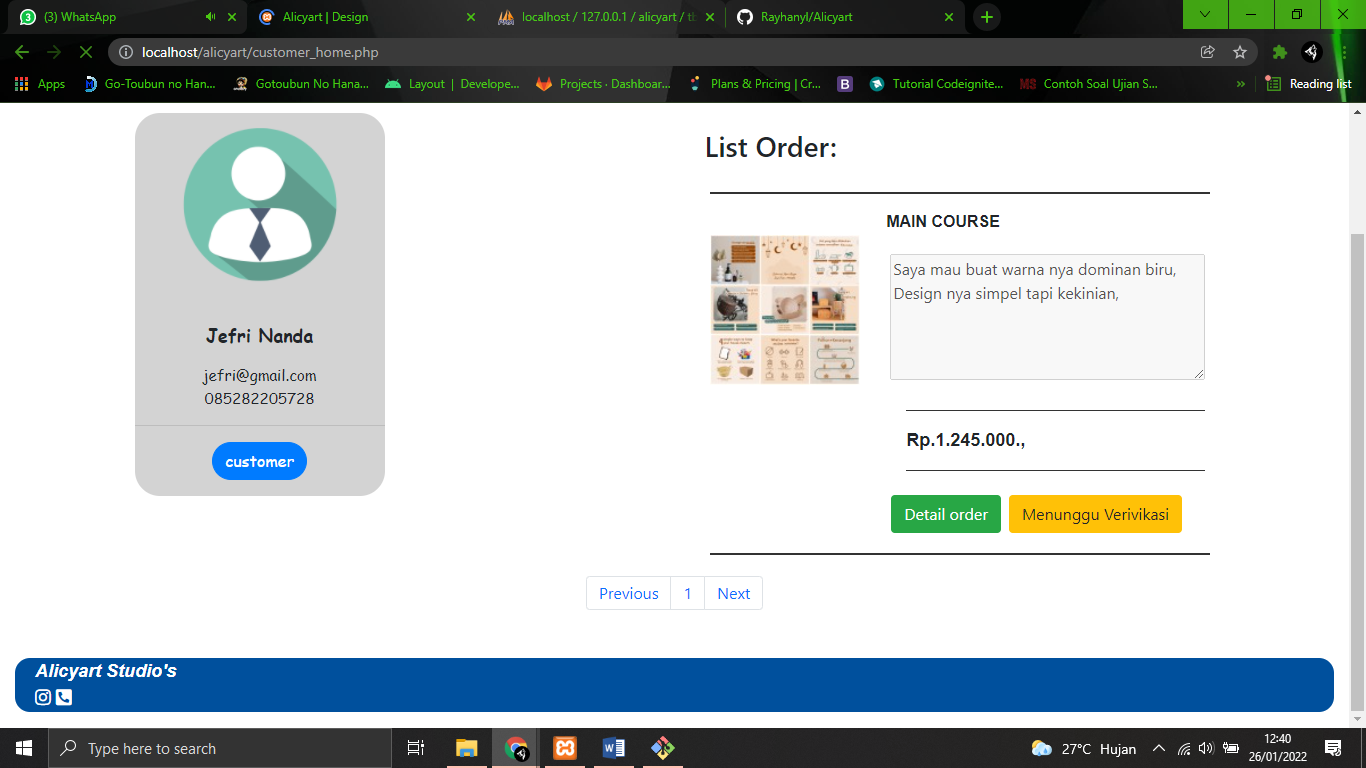 (3) WhatsApp
Alicyart | Design
localhost / 127.0.0.1 / alicyart / tb
Rayhanyl/Alicyart
localhost/alicyart/customer_home.php
Apps
Go-Toubun no Han...
Gotoubun No Hana...
Layout | Develope...
Projects · Dashboar...
Plans & Pricing | Cr...
B
Tutorial Codeignite...
MS
Contoh Soal Ujian S...
»
Reading list
List Order:
MAIN COURSE
Saya mau buat warna nya dominan biru,
Design nya simpel tapi kekinian,
Jefri Nanda
jefri@gmail.com
085282205728
customer
Rp.1.245.000.,
Detail order
Menunggu Verivikasi
Previous
1
Next
Alicyart Studio's
Type here to search
27°C Hujan
12:40
26/01/2022